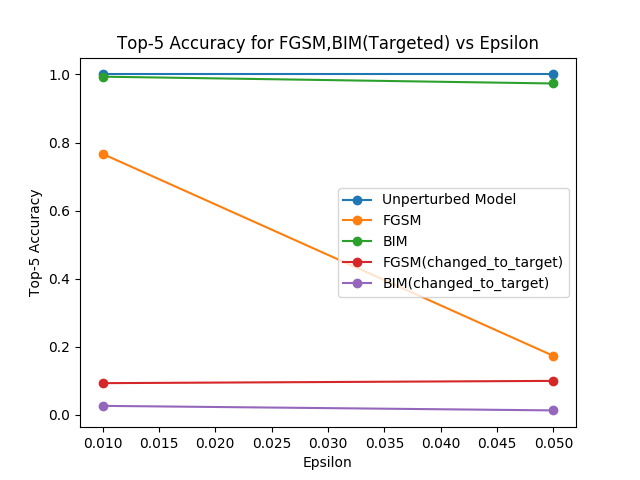 Top-5 Accuracy for FGSM,BIM(Targeted) vs Epsilon
1.0
0.8
0.6
0.4
0.2
0.0
Top-5 Accuracy
Unperturbed Model
FGSM
BIM
FGSM(changed_to_target)
BIM(changed_to_target)
0.010 0.015 0.020 0.025 0.030 0.035 0.040 0.045 0.050
Epsilon